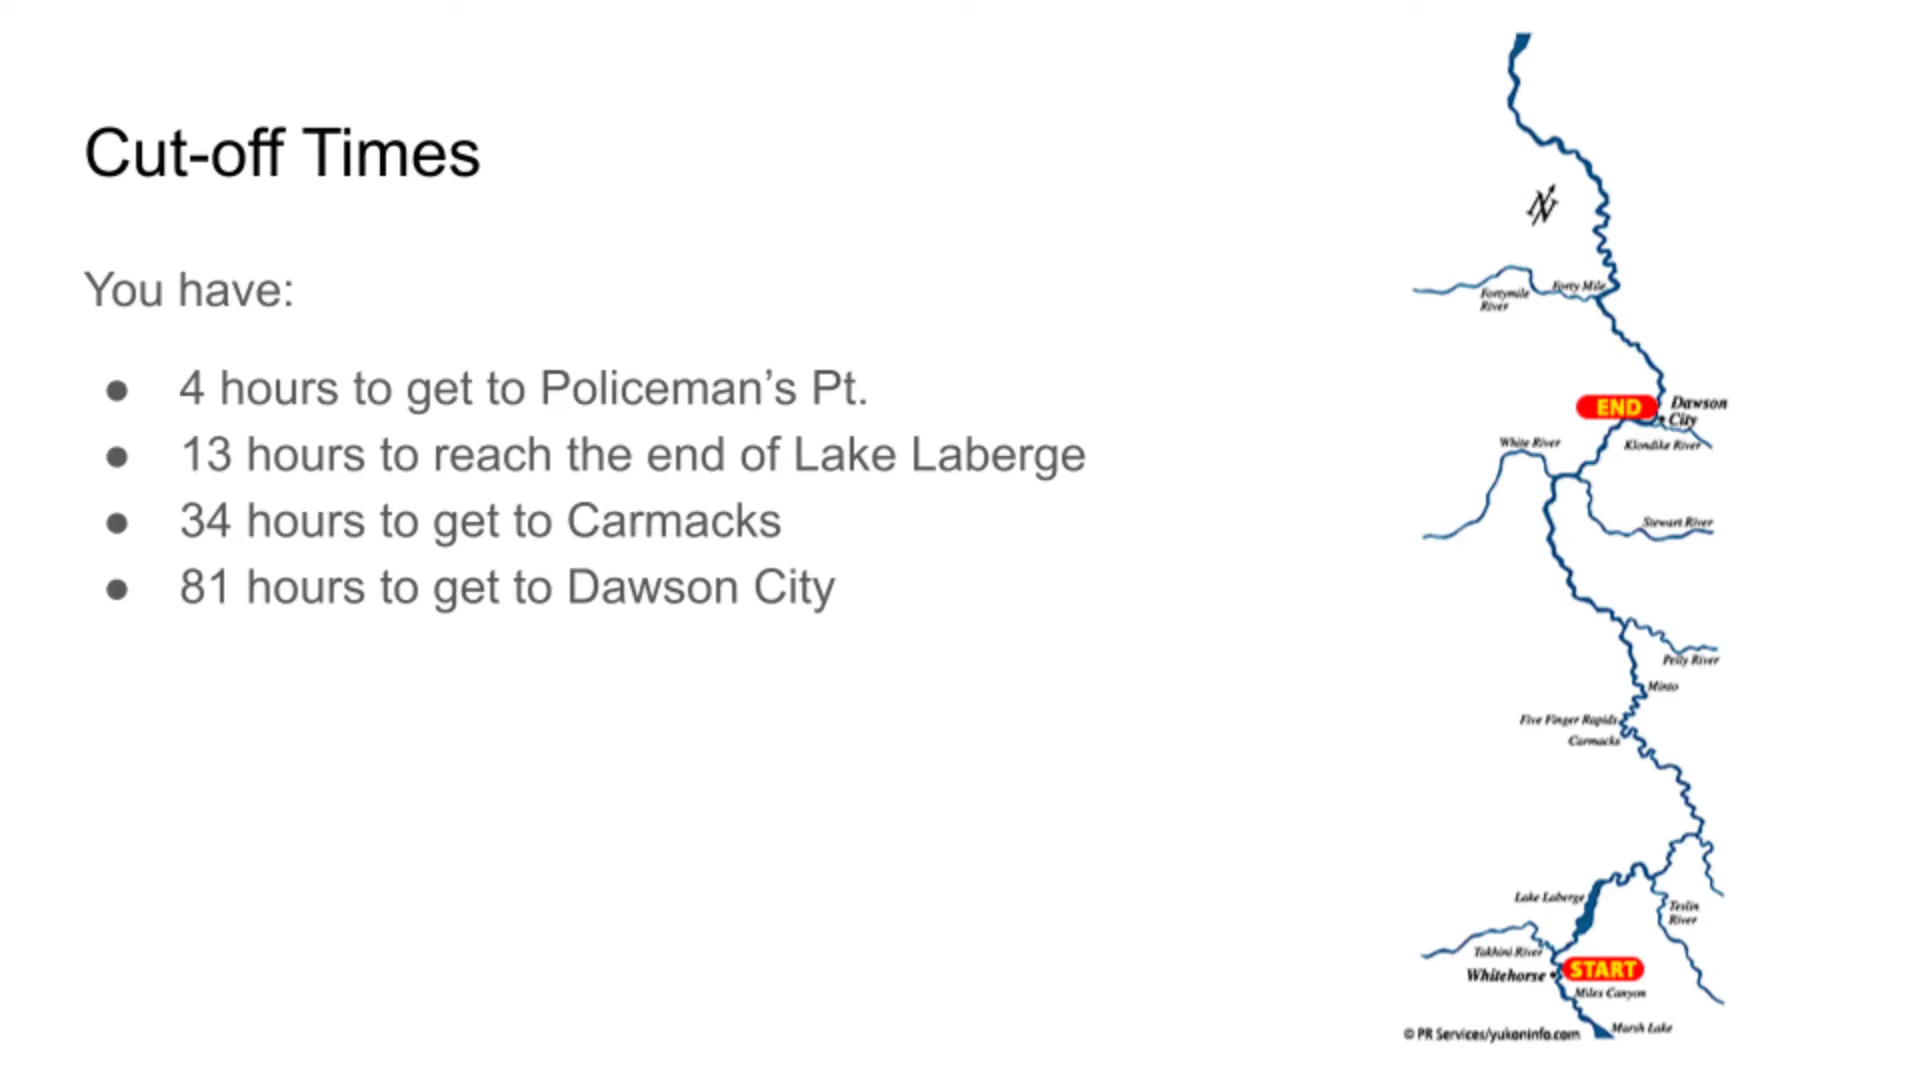 Cut-off Times
You have:
● 4 hours to get to Policeman’s Pt.
● 13 hours to reach the end of Lake Laberge
● 34 hours to get to Carmacks
● 81 hours to get to Dawson City
N
Forty Mile
Fortymile
River
END
Dawson
City
White River
Klondike River
Stewart River
Pelly River
Minto
Five Finger Rapids
Carmacks
Lake Laberge
Teslin
River
Takhini River
START
Whitehorse
Miles Canyon
Marsh Lake
© PR Services/yukoninfo.com